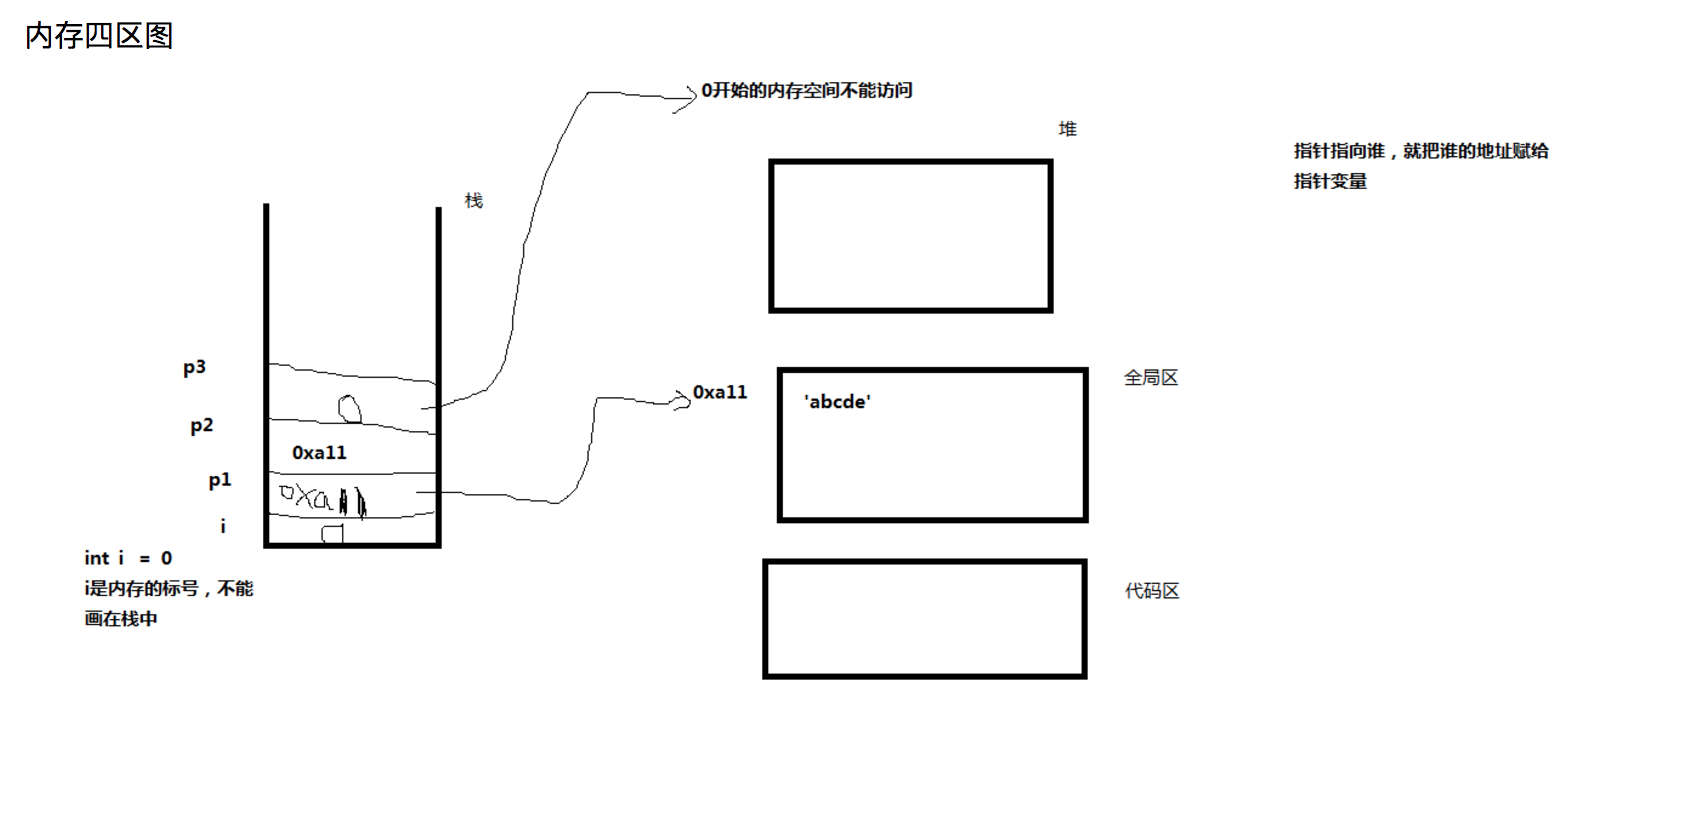 内存四区图
0开始的内存空间不能访问
堆
指针指向谁，就把谁的地址赋给
指针变量
栈
p3
0
p2
0xa11
p1
0xa11
i
0
0xa11
'abcde'
全局区
int i = 0
i是内存的标号，不能
画在栈中
代码区